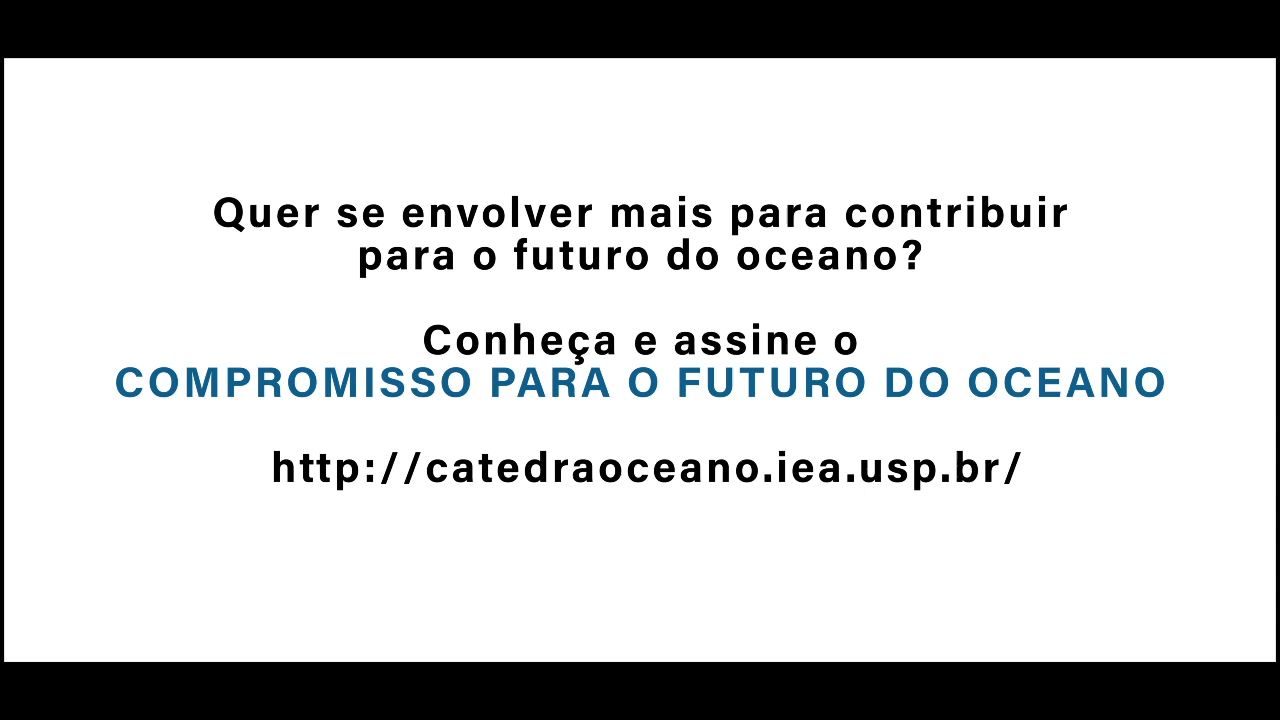 Quer se envolver mais para contribuir
para o futuro do oceano?
Conheça e assine o
COMPROMISSO PARA O FUTURO DO OCEANO
http://catedraoceano.iea.usp.br/